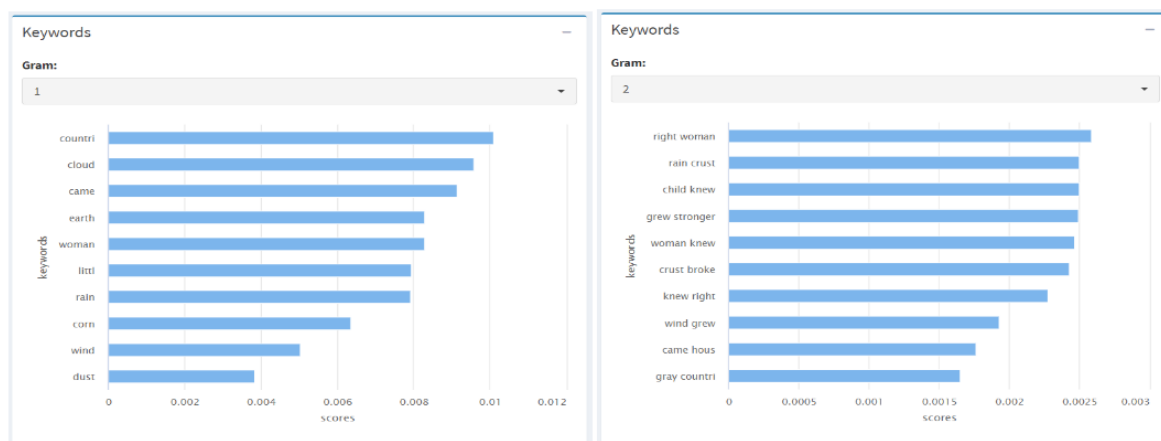 Keywords
Gram:
1
countri
cloud
came
earth
woman
littl
rain
corn
wind
dust
keywords
0 0.002 0.004 0.006 0.008 0.01 0.012
scores
Keywords
Gram:
2
right woman
rain crust
child knew
grew stronger
woman knew
crust broke
knew right
wind grew
came hous
gray countri
keywords
0 0.0005 0.001 0.0015 0.002 0.0025 0.003
scores